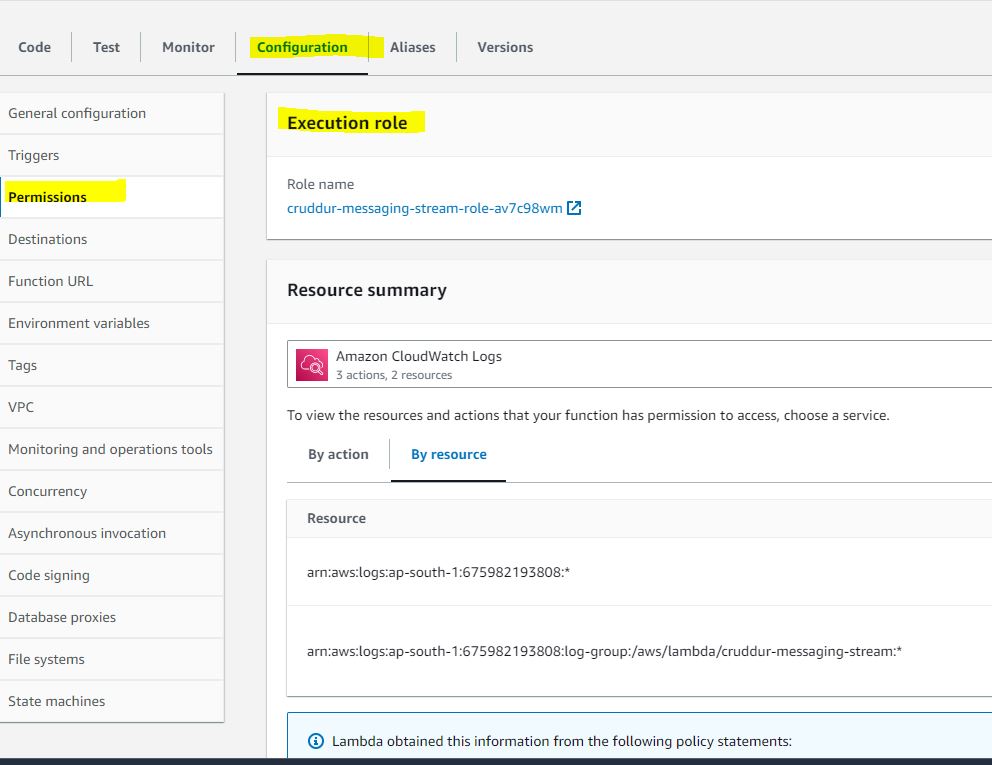 Code
Test
Monitor
Configuration
Aliases
Versions
General configuration
Triggers
Permissions
Destinations
Function URL
Environment variables
Tags
VPC
Monitoring and operations tools
Concurrency
Asynchronous invocation
Code signing
Database proxies
File systems
State machines
Execution role
Role name
cruddur-messaging-stream-role-av7c98wm
Resource summary
Amazon CloudWatch Logs
3 actions, 2 resources
To view the resources and actions that your function has permission to access, choose a service.
By action
By resource
Resource
arn:aws:logs:ap-south-1:675982193808:*
arn:aws:logs:ap-south-1:675982193808:log-group:/aws/lambda/cruddur-messaging-stream:*
Lambda obtained this information from the following policy statements: